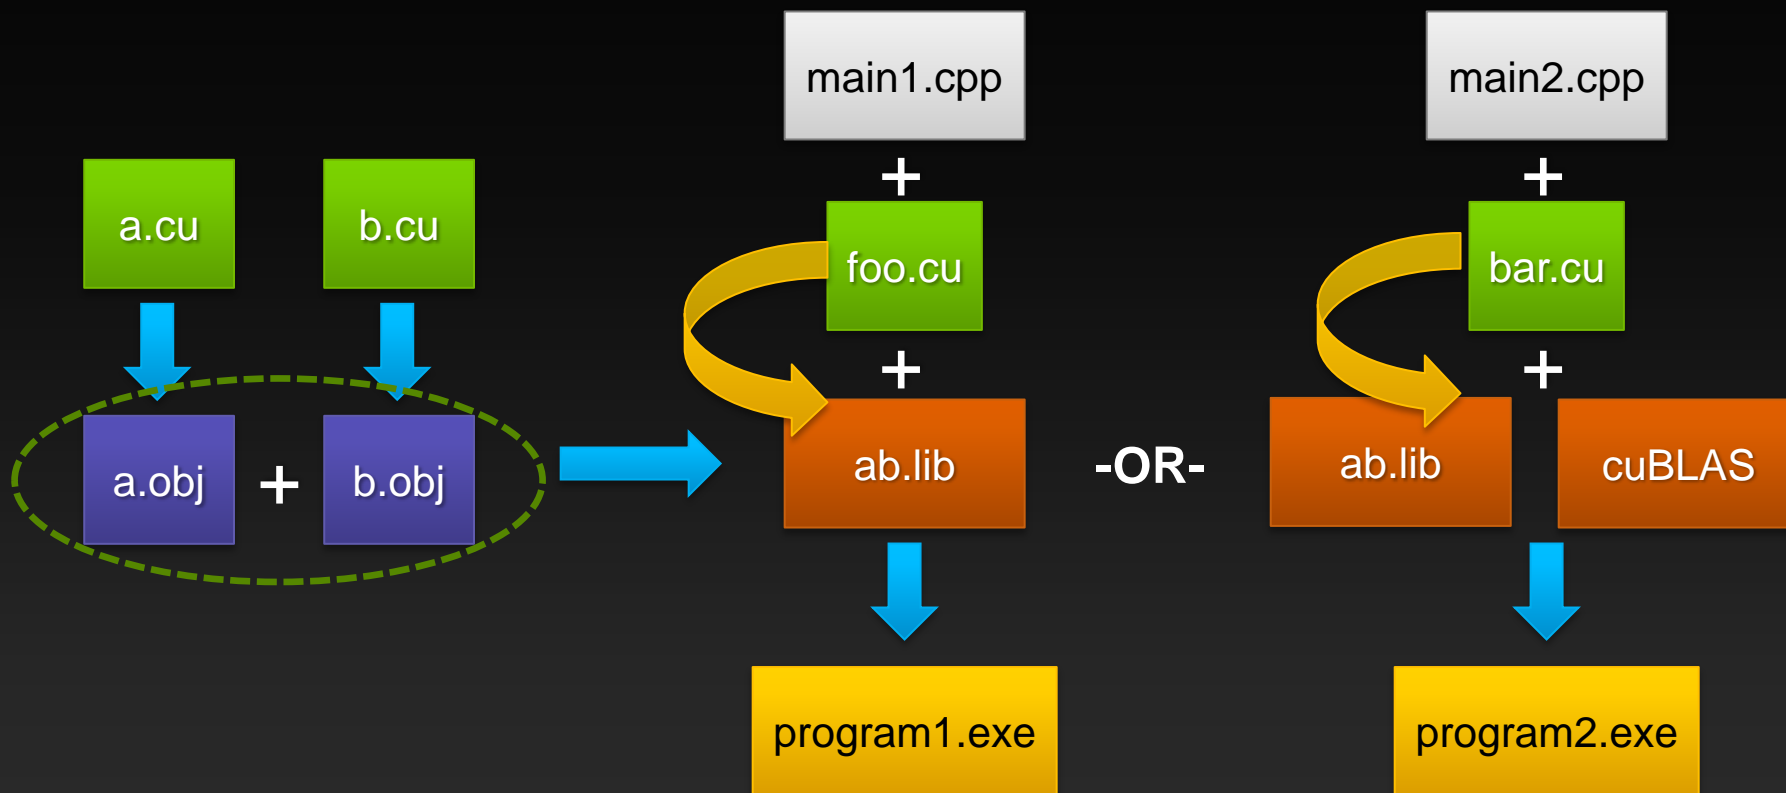 a.cu
b.cu
a.obj
+
b.obj
main1.cpp
+
foo.cu
+
ab.lib
program1.exe
-OR-
main2.cpp
+
bar.cu
+
ab.lib
cuBLAS
program2.exe